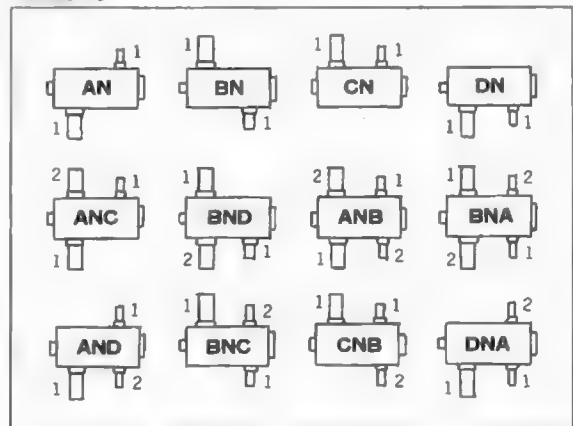 1 1 1 1
AN BN CN DN
1 1 1 1
2 1 1 2 1 1 2
ANC BND ANB BNA
1 2 1 1 2 2 1
1 1 2 1 1 2
AND BNC CNB DNA
1 2 1 2 1 1